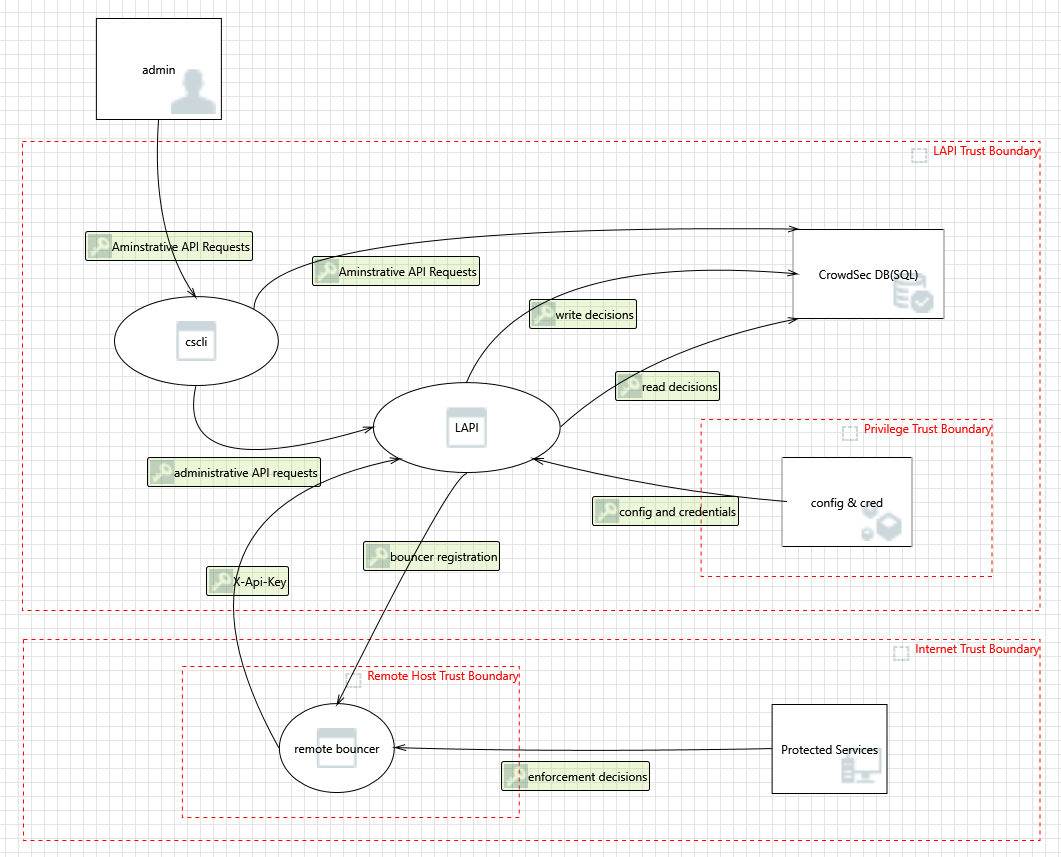 admin
LAPI Trust Boundary
Aminstrative API Requests
Aminstrative API Requests
CrowdSec DB(SQL)
write decisions
cscli
read decisions
LAPI
Privilege Trust Boundary
administrative API requests
config & cred
config and credentials
bouncer registration
X-Api-Key
Internet Trust Boundary
Remote Host Trust Boundary
remote bouncer
Protected Services
enforcement decisions